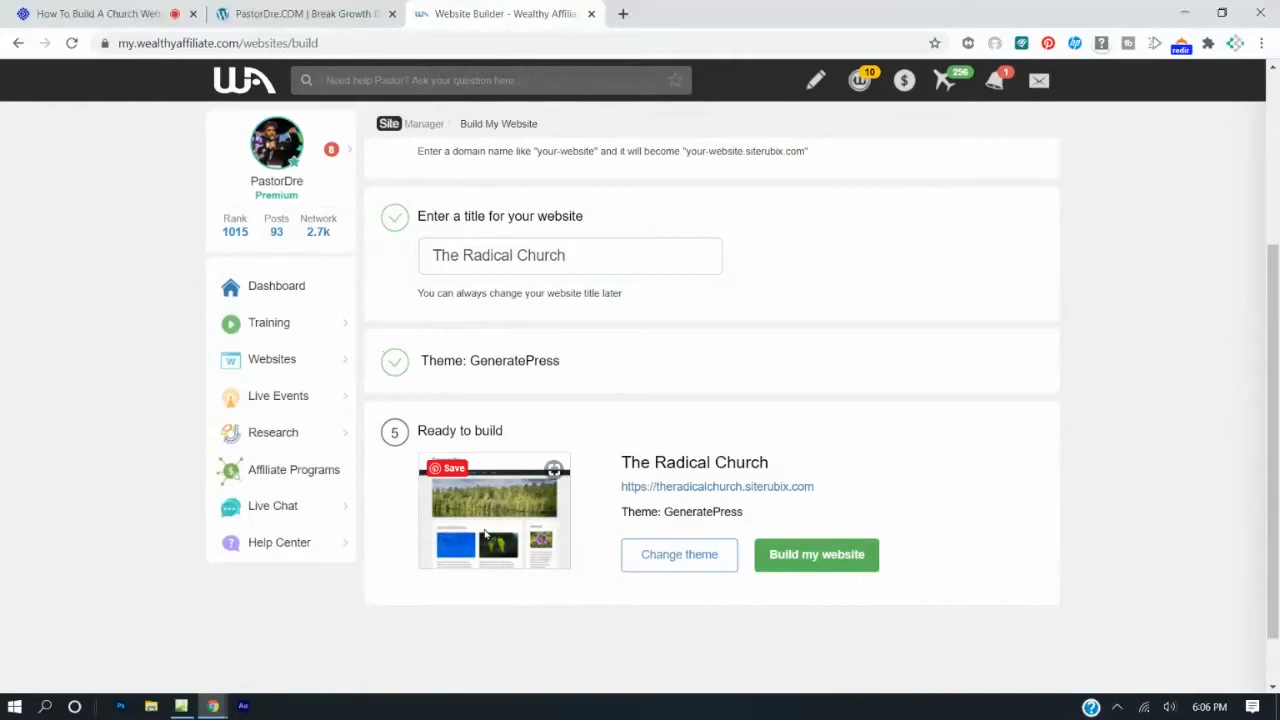 How To Build A Church Web
PastorDre.COM | Break Growth B
Website Builder - Wealthy Affilia
my.wealthyaffiliate.com/websites/build
redir
WA
Need help Pastor? Ask your question here...
10
296
1
Site Manager
Build My Website
Enter a domain name like "your-website" and it will become "your-website.siterubix.com"
8
PastorDre
Premium
Rank Posts Network
1015 93 2.7k
Dashboard
Training
Websites
Live Events
Research
Affiliate Programs
Live Chat
Help Center
Enter a title for your website
The Radical Church
You can always change your website title later
Theme: GeneratePress
5 Ready to build
Save
The Radical Church
https://theradicalchurch.siterubix.com
Theme: GeneratePress
Change theme
Build my website
Ps
Au
6:06 PM